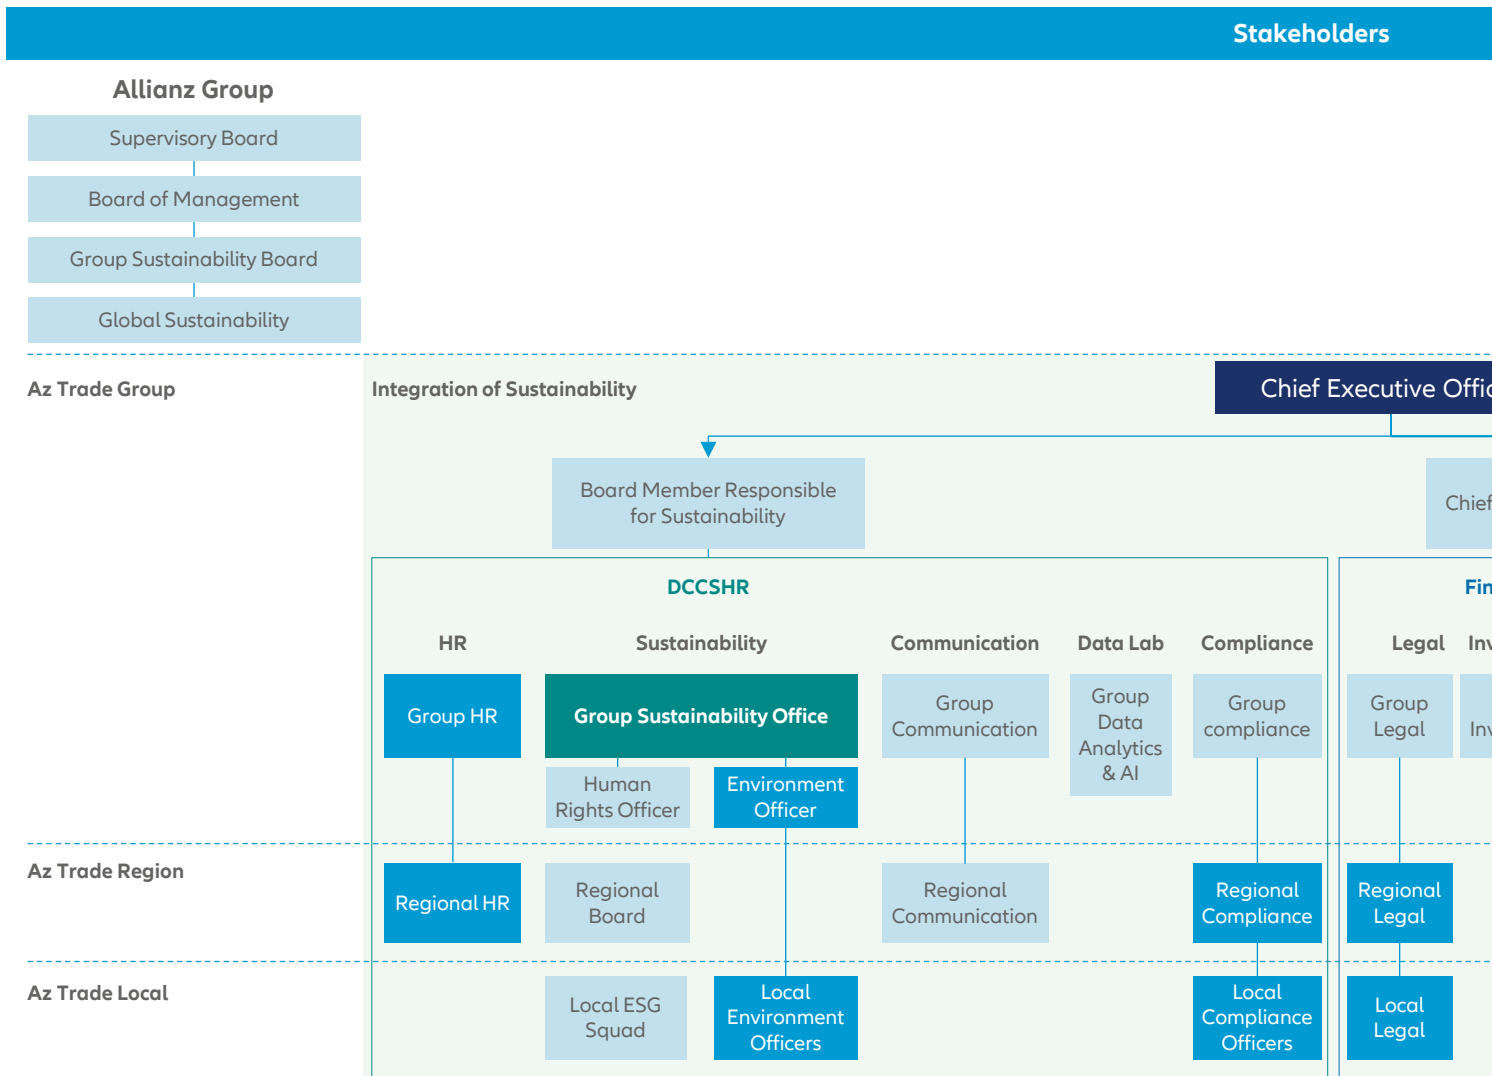 Stakeholders
Allianz Group
Supervisory Board
Board of Management
Group Sustainability Board
Global Sustainability
Az Trade Group
Integration of Sustainability
Chief Executive
Board Member Responsible
for Sustainability
Chief
DCCSHR
HR
Sustainability
Communication
Data Lab
Compliance
Legal
Group HR
Group Sustainability Office
Group
Communication
Group
Data
Analytics
& AI
Group
compliance
Group
Legal
Human
Rights Officer
Environment
Officer
Az Trade Region
Regional HR
Regional
Board
Regional
Communication
Regional
Compliance
Regional
Legal
Az Trade Local
Local ESG
Squad
Local
Environment
Officers
Local
Compliance
Officers
Local
Legal